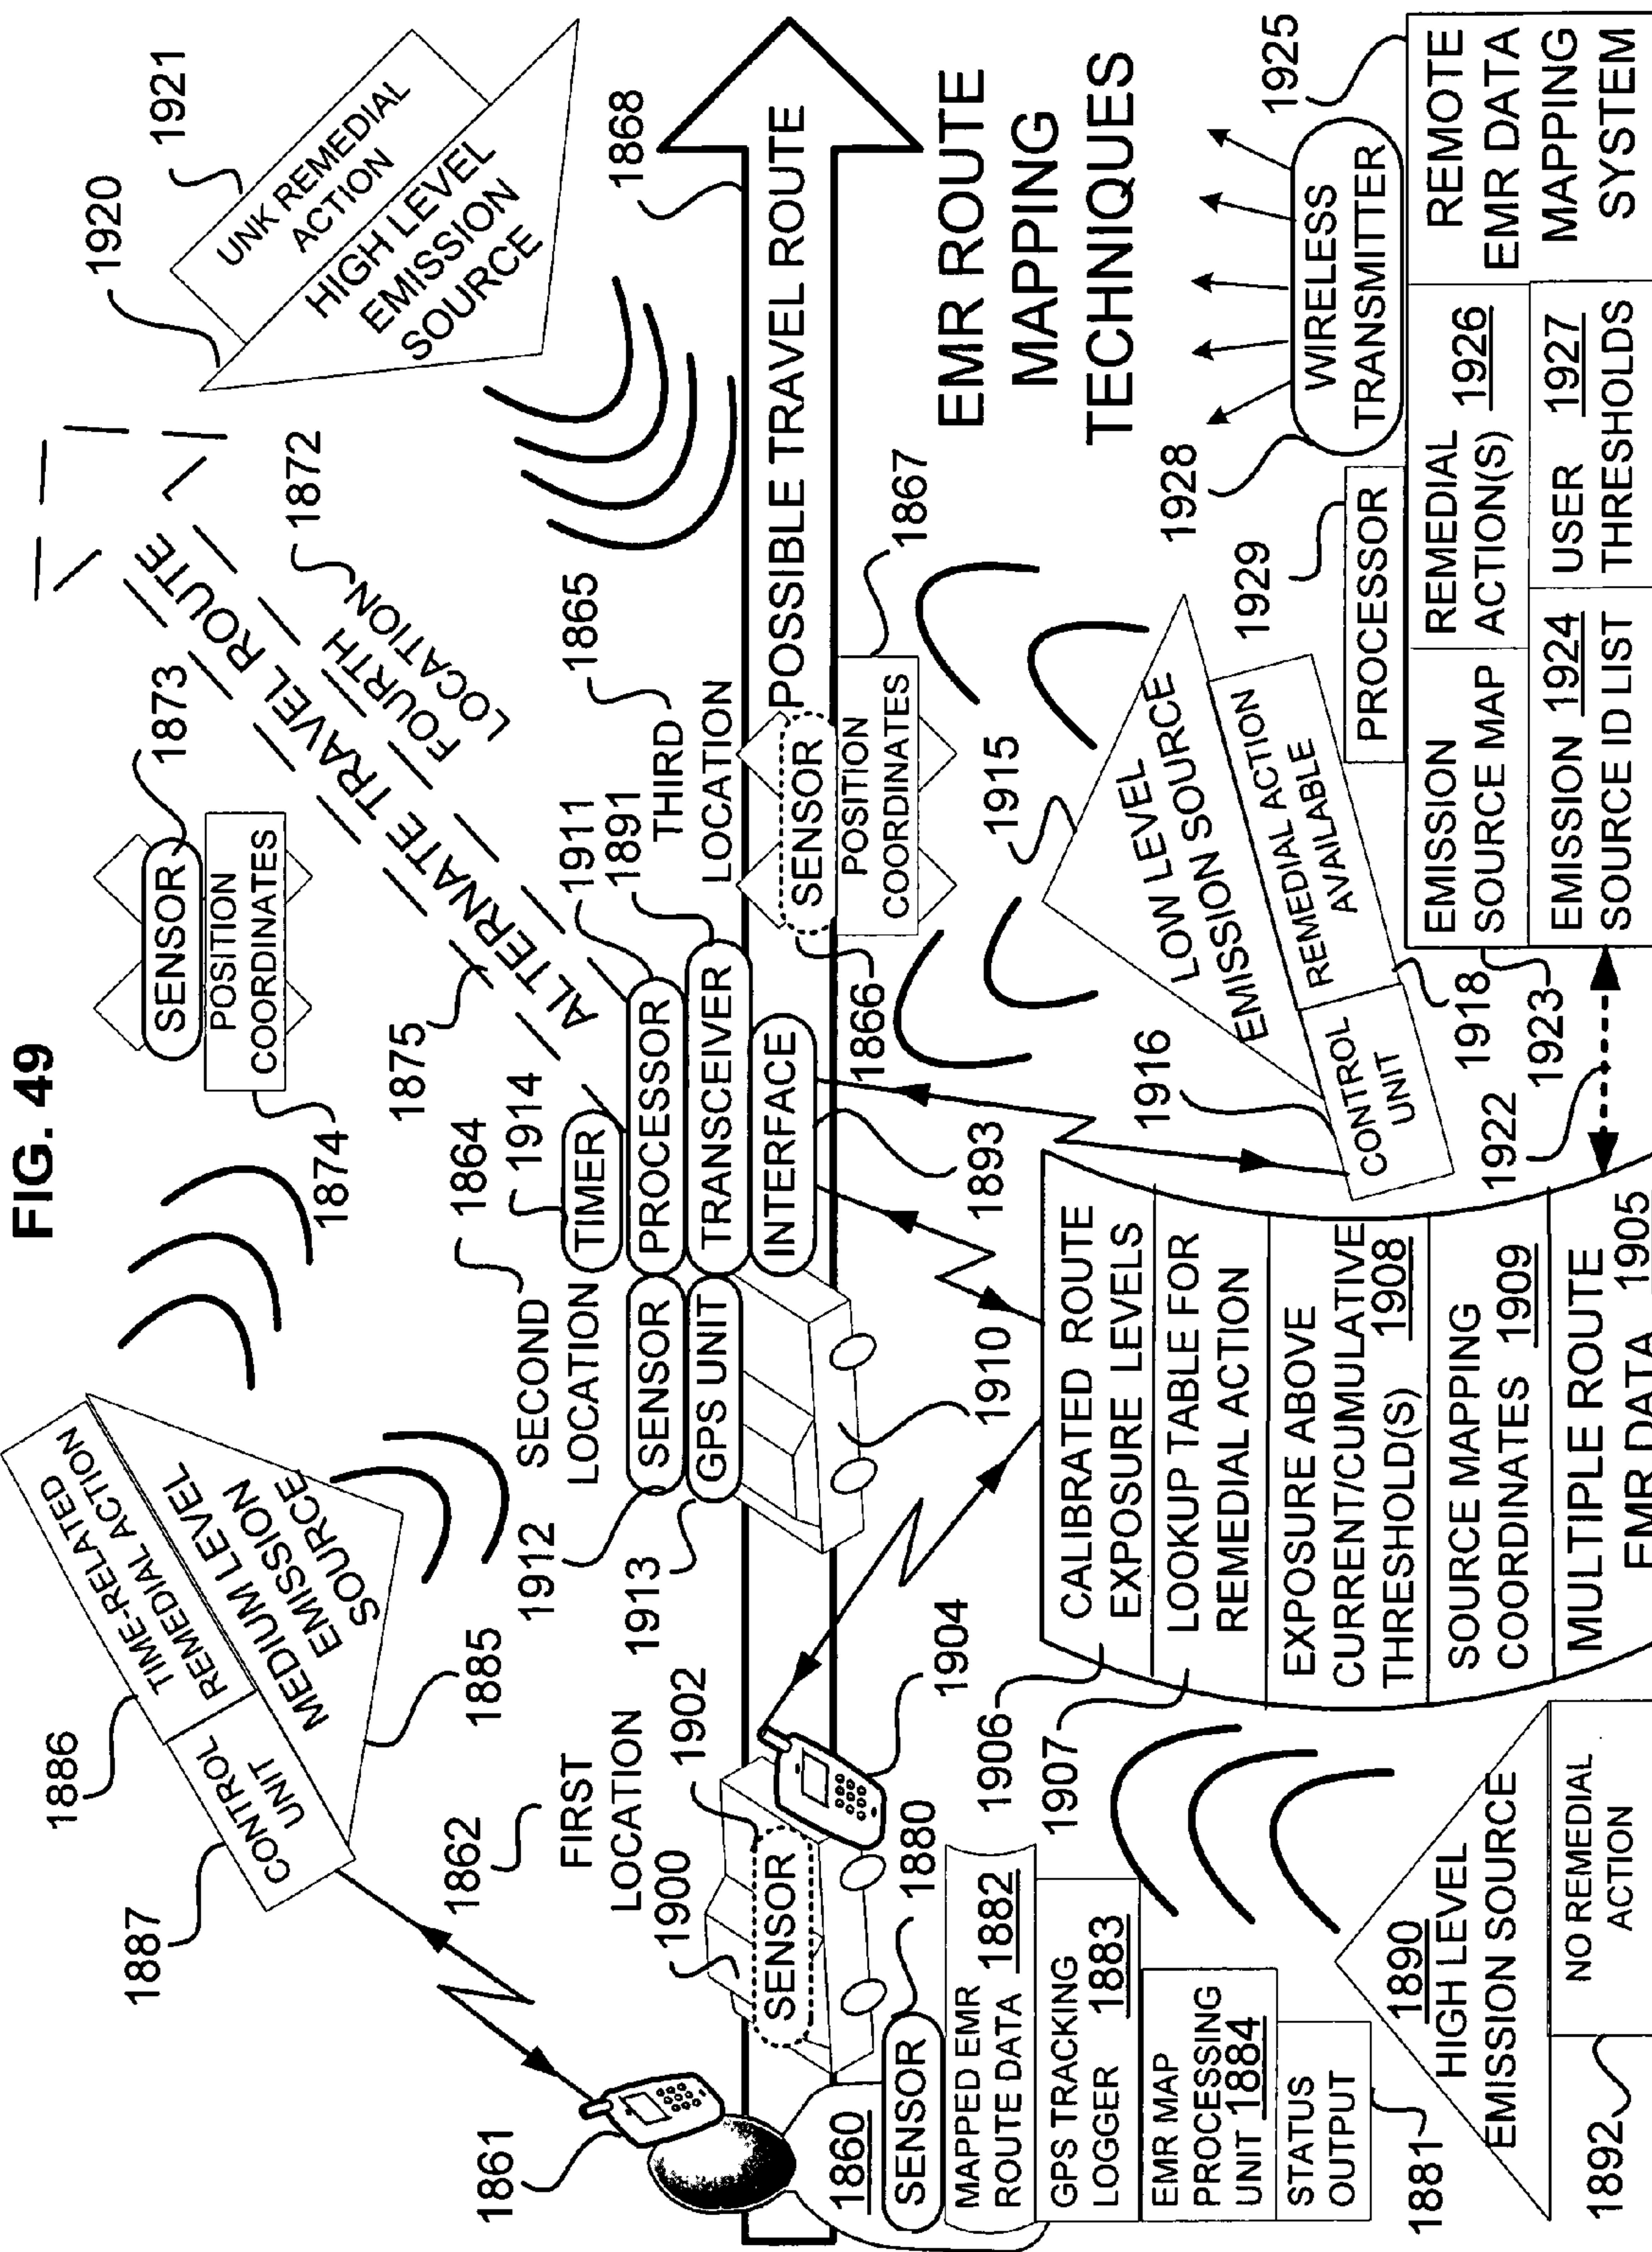 FIG. 49
1920
1921
UNK REMEDIAL
ACTION
HIGH LEVEL
EMISSION
SOURCE
1868
POSSIBLE TRAVEL ROUTE
EMR ROUTE
MAPPING
TECHNIQUES
1873
SENSOR
POSITION
COORDINATES
1874
ALTERNATE TRAVEL ROUTE
1875
FOURTH
LOCATION
1872
1886
TIME-RELATED
REMEDIAL ACTION
MEDIUM LEVEL
EMISSION
SOURCE
CONTROL
UNIT
1887
1885
1861
1862
FIRST
LOCATION
1900
1902
SENSOR
1904
1864
SECOND
LOCATION
1914
TIMER
1911
PROCESSOR
1891
TRANSCEIVER
INTERFACE
1893
1912
SENSOR
1913
GPS UNIT
1910
1865
THIRD
LOCATION
SENSOR
1866
POSITION
COORDINATES
1867
1860
SENSOR
1880
MAPPED EMR
ROUTE DATA 1882
GPS TRACKING
LOGGER 1883
EMR MAP
PROCESSING
UNIT 1884
STATUS
OUTPUT
1881
1890
HIGH LEVEL
EMISSION SOURCE
NO REMEDIAL
ACTION
1892
1906
1907
CALIBRATED ROUTE
EXPOSURE LEVELS
LOOKUP TABLE FOR
REMEDIAL ACTION
EXPOSURE ABOVE
CURRENT/CUMULATIVE
THRESHOLD(S) 1908
SOURCE MAPPING
COORDINATES 1909
MULTIPLE ROUTE
EMR DATA 1905
1915
LOW LEVEL
EMISSION SOURCE
1916
CONTROL
UNIT
REMEDIAL ACTION
AVAILABLE
1918
1922
1923
1928
WIRELESS
TRANSMITTER
1925
1929
PROCESSOR
EMISSION
SOURCE MAP
REMEDIAL
ACTION(S) 1926
REMOTE
EMR DATA
MAPPING
SYSTEM
EMISSION 1924
SOURCE ID LIST
USER 1927
THRESHOLDS